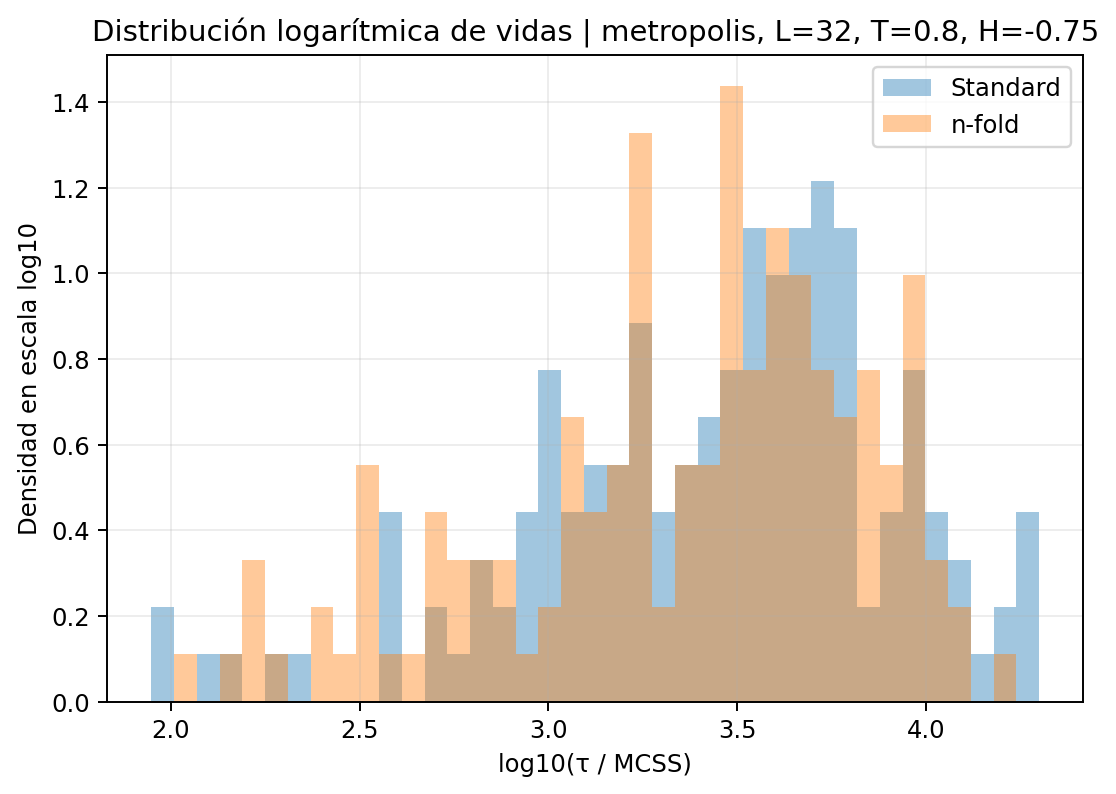 Distribución logarítmica de vidas | metropolis, L=32, T=0.8, H=-0.75
Standard
n-fold
Densidad en escala log10
1.4
1.2
1.0
0.8
0.6
0.4
0.2
0.0
2.0 2.5 3.0 3.5 4.0
log10(τ / MCSS)